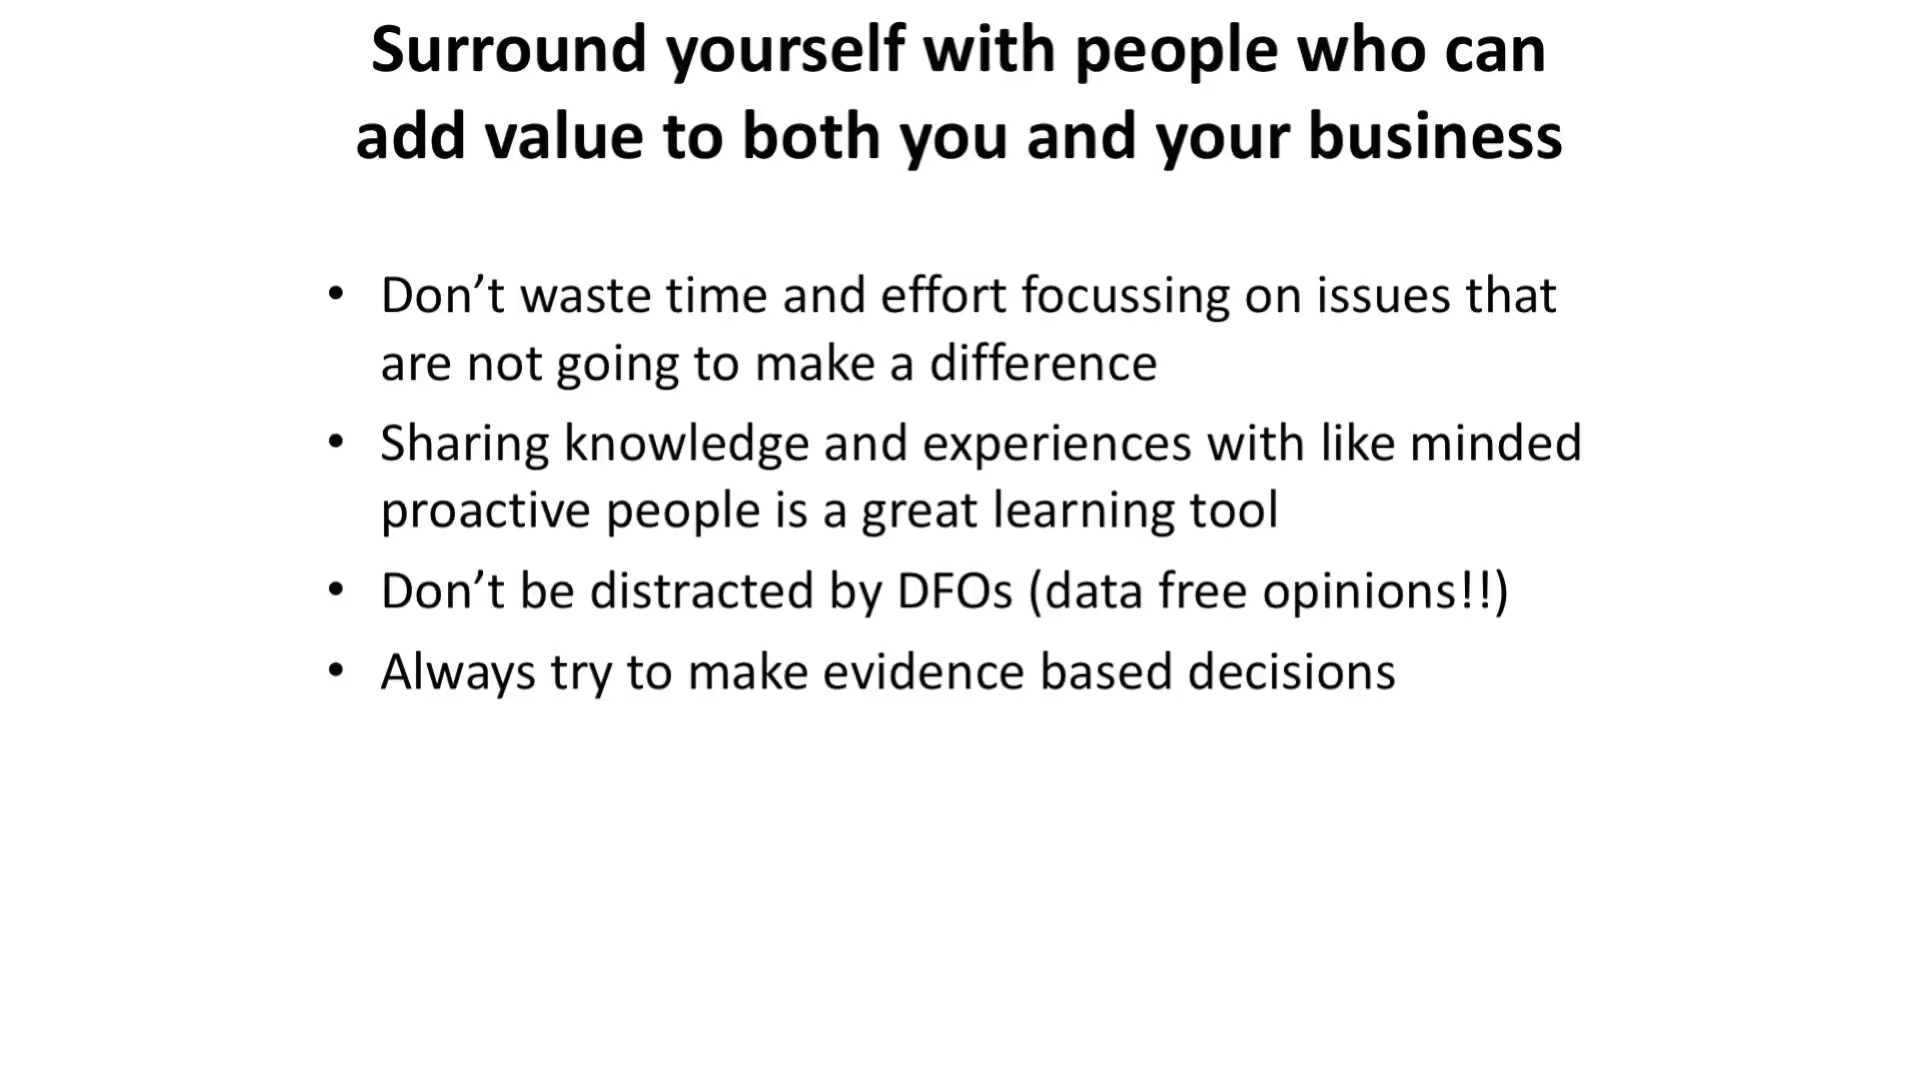 Surround yourself with people who can
add value to both you and your business
• Don’t waste time and effort focussing on issues that
are not going to make a difference
• Sharing knowledge and experiences with like minded
proactive people is a great learning tool
• Don’t be distracted by DFOs (data free opinions!!)
• Always try to make evidence based decisions